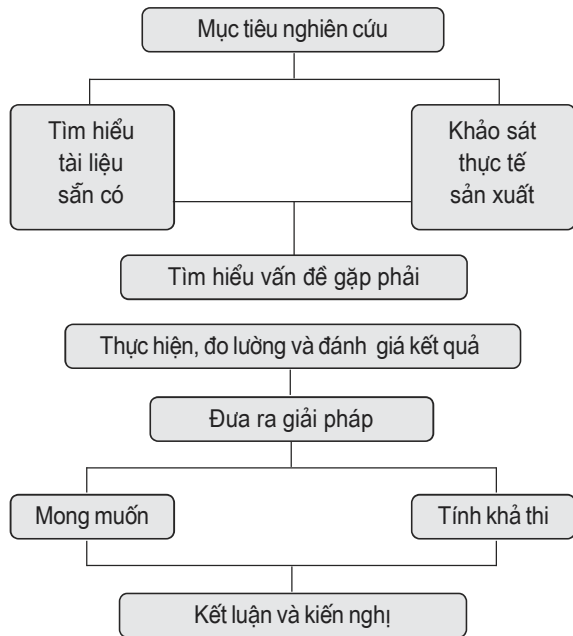 Mục tiêu nghiên cứu
Tìm hiểu
tài liệu
sẵn có
Khảo sát
thực tế
sản xuất
Tìm hiểu vấn đề gặp phải
Thực hiện, đo lường và đánh giá kết quả
Đưa ra giải pháp
Mong muốn
Tính khả thi
Kết luận và kiến nghị